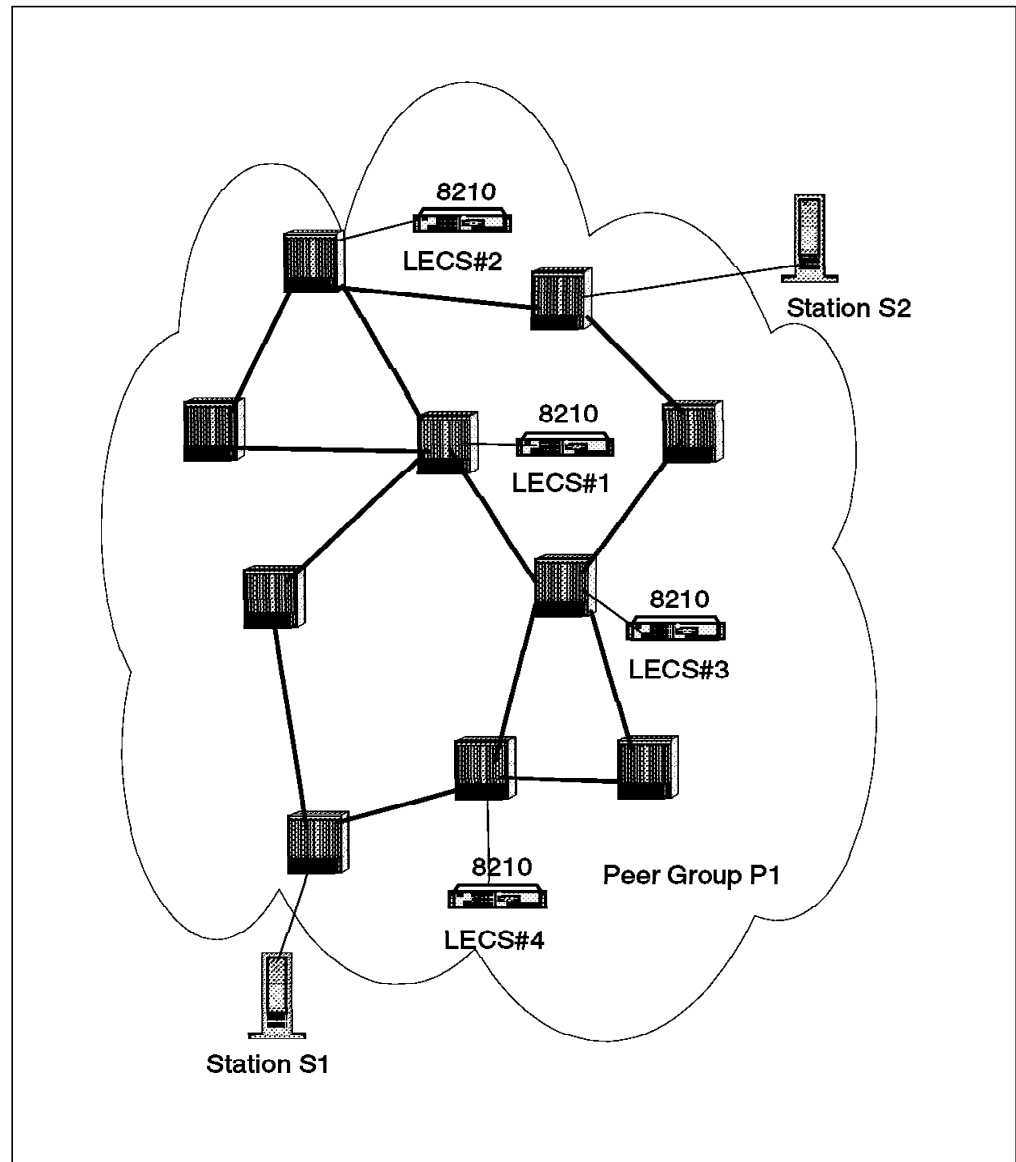 8210
LECS#2
Station S2
8210
LECS#1
8210
LECS#3
8210
Peer Group P1
LECS#4
Station S1